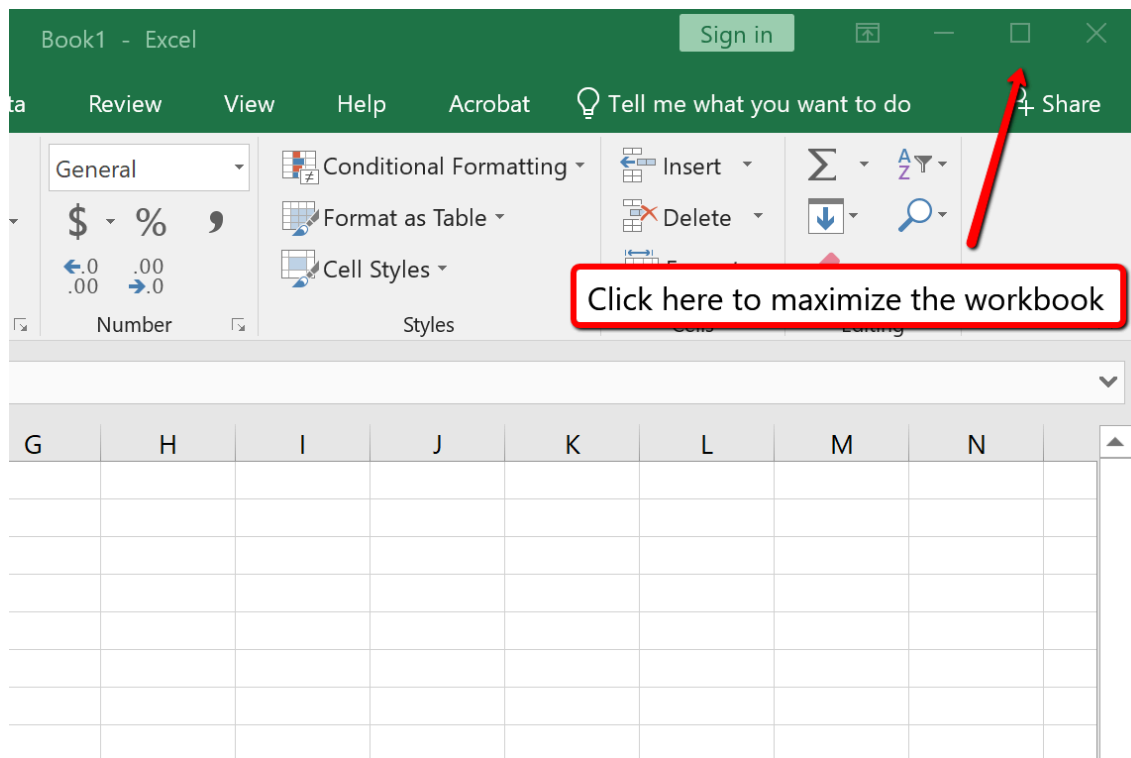 Book1 - Excel Sign in
ta Review View Help Acrobat Tell me what you want to do Share
General Conditional Formatting Insert Σ A Z
$ % , Format as Table Delete
.0 .00 Cell Styles
.00 .0
Click here to maximize the workbook
Number Styles
G H I J K L M N